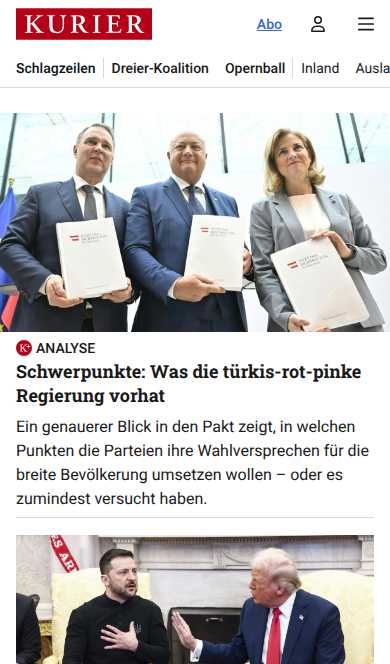 KURIER
Abo
Schlagzeilen Dreier-Koalition Opernball Inland Ausla
K+ ANALYSE
Schwerpunkte: Was die türkis-rot-pinke
Regierung vorhat
Ein genauerer Blick in den Pakt zeigt, in welchen
Punkten die Parteien ihre Wahlversprechen für die
breite Bevölkerung umsetzen wollen – oder es
zumindest versucht haben.